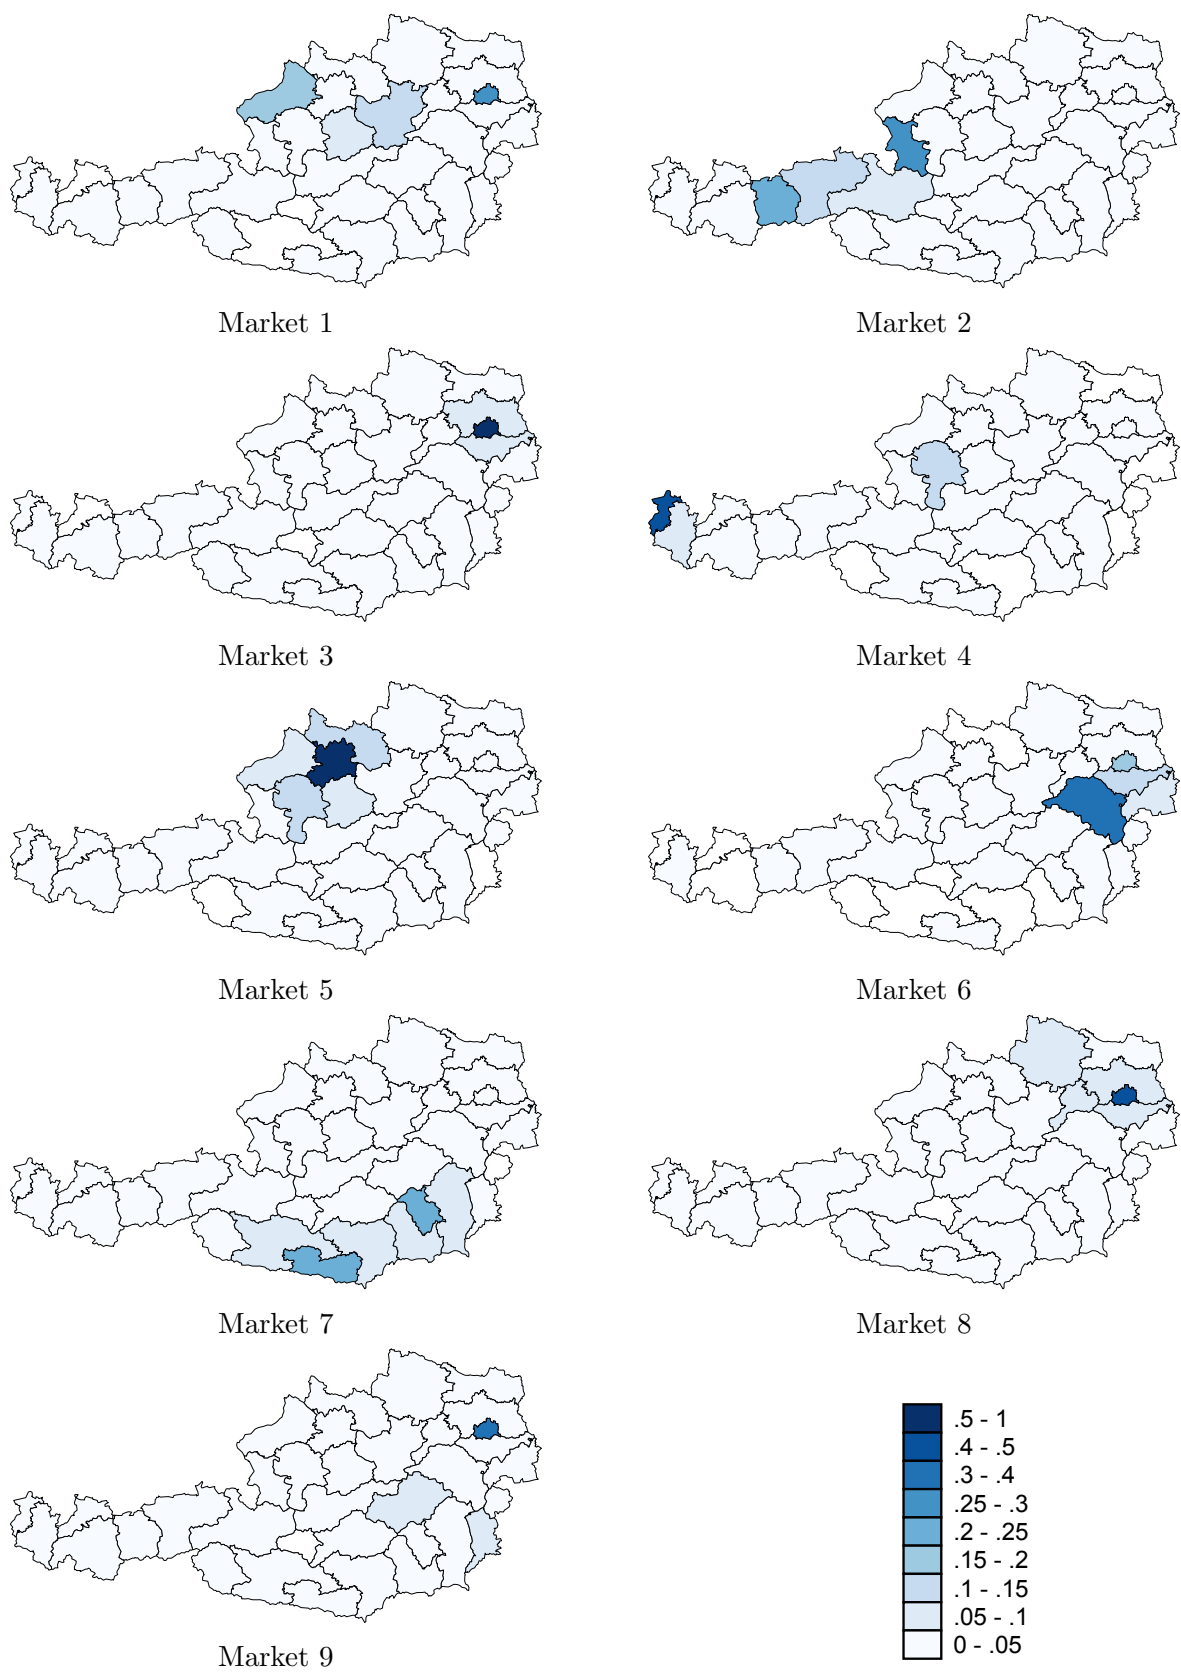 Market 1
Market 2
Market 3
Market 4
Market 5
Market 6
Market 7
Market 8
.5 - 1
.4 - .5
.3 - .4
.25 - .3
.2 - .25
.15 - .2
.1 - .15
.05 - .1
0 - .05
Market 9